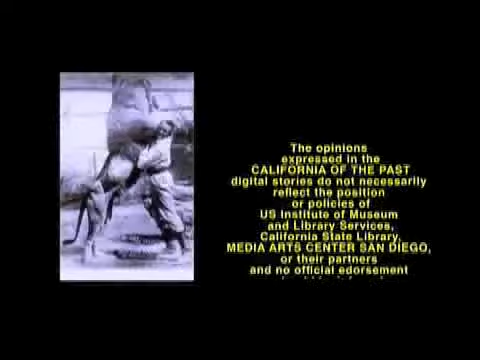 The opinions
expressed in the
CALIFORNIA OF THE PAST
digital stories do not necessarily
reflect the position
or policies of
US Institute of Museum
and Library Services,
California State Library,
MEDIA ARTS CENTER SAN DIEGO,
or their partners
and no official edorsement